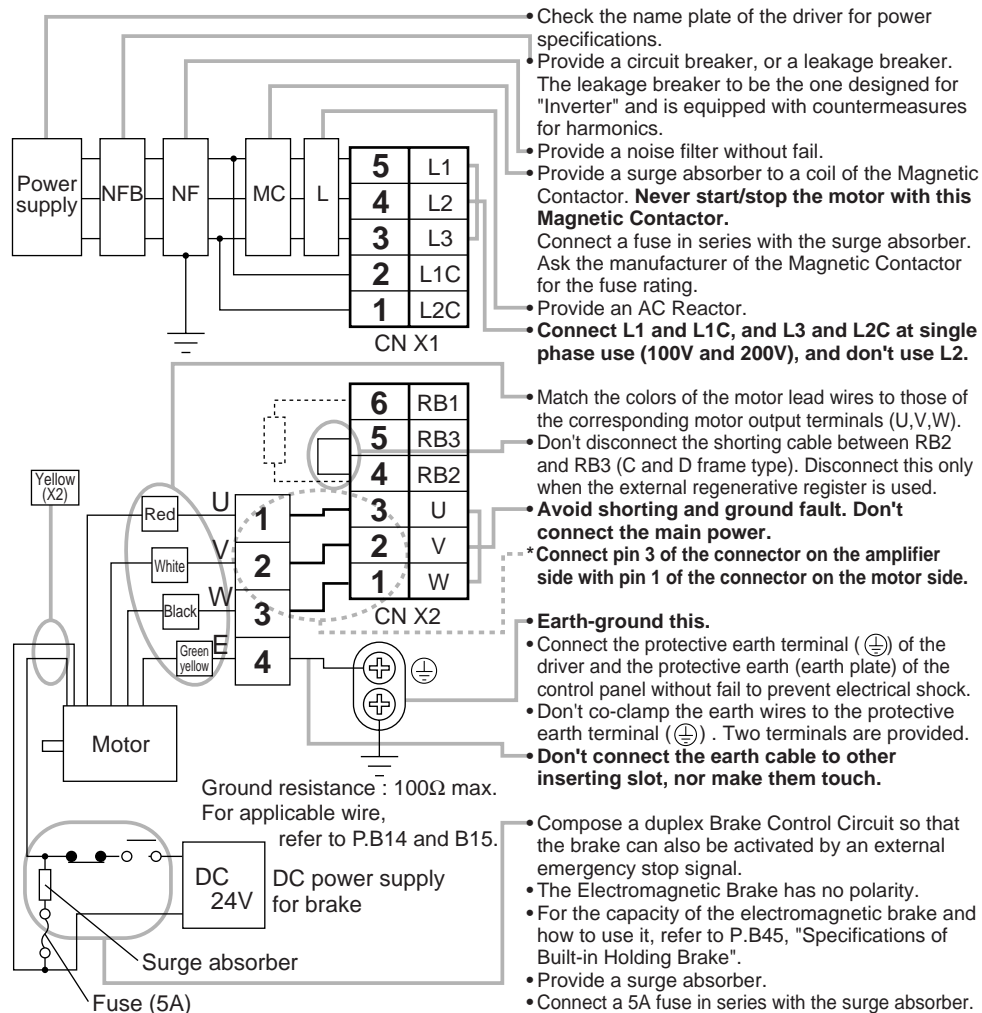 • Check the name plate of the driver for power
specifications.
• Provide a circuit breaker, or a leakage breaker.
The leakage breaker to be the one designed for
"Inverter" and is equipped with countermeasures
for harmonics.
• Provide a noise filter without fail.
• Provide a surge absorber to a coil of the Magnetic
Contactor. Never start/stop the motor with this
Magnetic Contactor.
Connect a fuse in series with the surge absorber.
Ask the manufacturer of the Magnetic Contactor
for the fuse rating.
• Provide an AC Reactor.
• Connect L1 and L1C, and L3 and L2C at single
phase use (100V and 200V), and don't use L2.
Power
supply
NFB
NF
MC
L
5 L1
4 L2
3 L3
2 L1C
1 L2C
CN X1
• Match the colors of the motor lead wires to those of
the corresponding motor output terminals (U,V,W).
• Don't disconnect the shorting cable between RB2
and RB3 (C and D frame type). Disconnect this only
when the external regenerative register is used.
• Avoid shorting and ground fault. Don't
connect the main power.
* Connect pin 3 of the connector on the amplifier
side with pin 1 of the connector on the motor side.
6 RB1
5 RB3
4 RB2
3 U
2 V
1 W
CN X2
Yellow
(X2)
Red
U
1
White
V
2
Black
W
3
Green
yellow
E
4
Motor
• Earth-ground this.
• Connect the protective earth terminal ( ) of the
driver and the protective earth (earth plate) of the
control panel without fail to prevent electrical shock.
• Don't co-clamp the earth wires to the protective
earth terminal ( ) . Two terminals are provided.
• Don't connect the earth cable to other
inserting slot, nor make them touch.
Ground resistance : 100Ω max.
For applicable wire,
refer to P.B14 and B15.
DC
24V
DC power supply
for brake
Surge absorber
Fuse (5A)
• Compose a duplex Brake Control Circuit so that
the brake can also be activated by an external
emergency stop signal.
• The Electromagnetic Brake has no polarity.
• For the capacity of the electromagnetic brake and
how to use it, refer to P.B45, "Specifications of
Built-in Holding Brake".
• Provide a surge absorber.
• Connect a 5A fuse in series with the surge absorber.